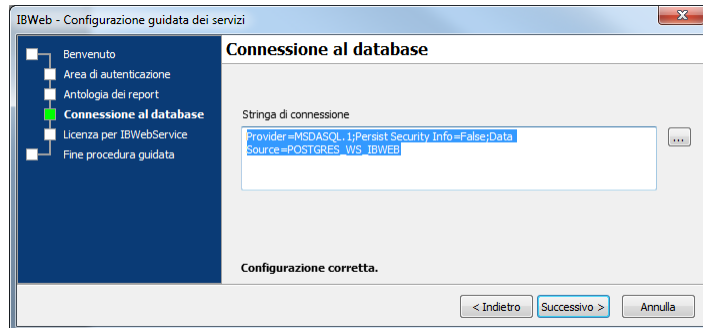 IBWeb - Configurazione guidata dei servizi
Benvenuto
Area di autenticazione
Antologia dei report
Connessione al database
Licenza per IBWebService
Fine procedura guidata
Connessione al database
Stringa di connessione
Provider=MSDASQL.1;Persist Security Info=False;Data
Source=POSTGRES_WS_IBWEB
...
Configurazione corretta.
< Indietro
Successivo >
Annulla